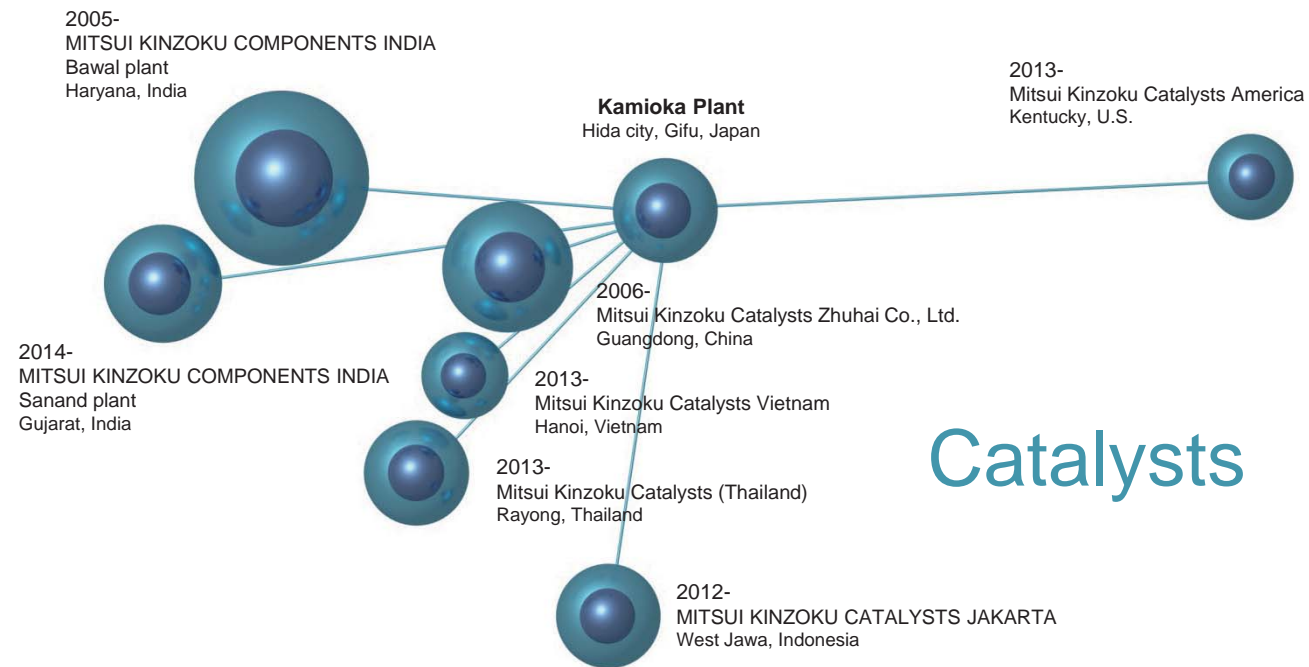 2005-
MITSUI KINZOKU COMPONENTS INDIA
Bawal plant
Haryana, India
Kamioka Plant
Hida city, Gifu, Japan
2013-
Mitsui Kinzoku Catalysts America
Kentucky, U.S.
2006-
Mitsui Kinzoku Catalysts Zhuhai Co., Ltd.
Guangdong, China
2014-
MITSUI KINZOKU COMPONENTS INDIA
Sanand plant
Gujarat, India
2013-
Mitsui Kinzoku Catalysts Vietnam
Hanoi, Vietnam
Catalysts
2013-
Mitsui Kinzoku Catalysts (Thailand)
Rayong, Thailand
2012-
MITSUI KINZOKU CATALYSTS JAKARTA
West Jawa, Indonesia